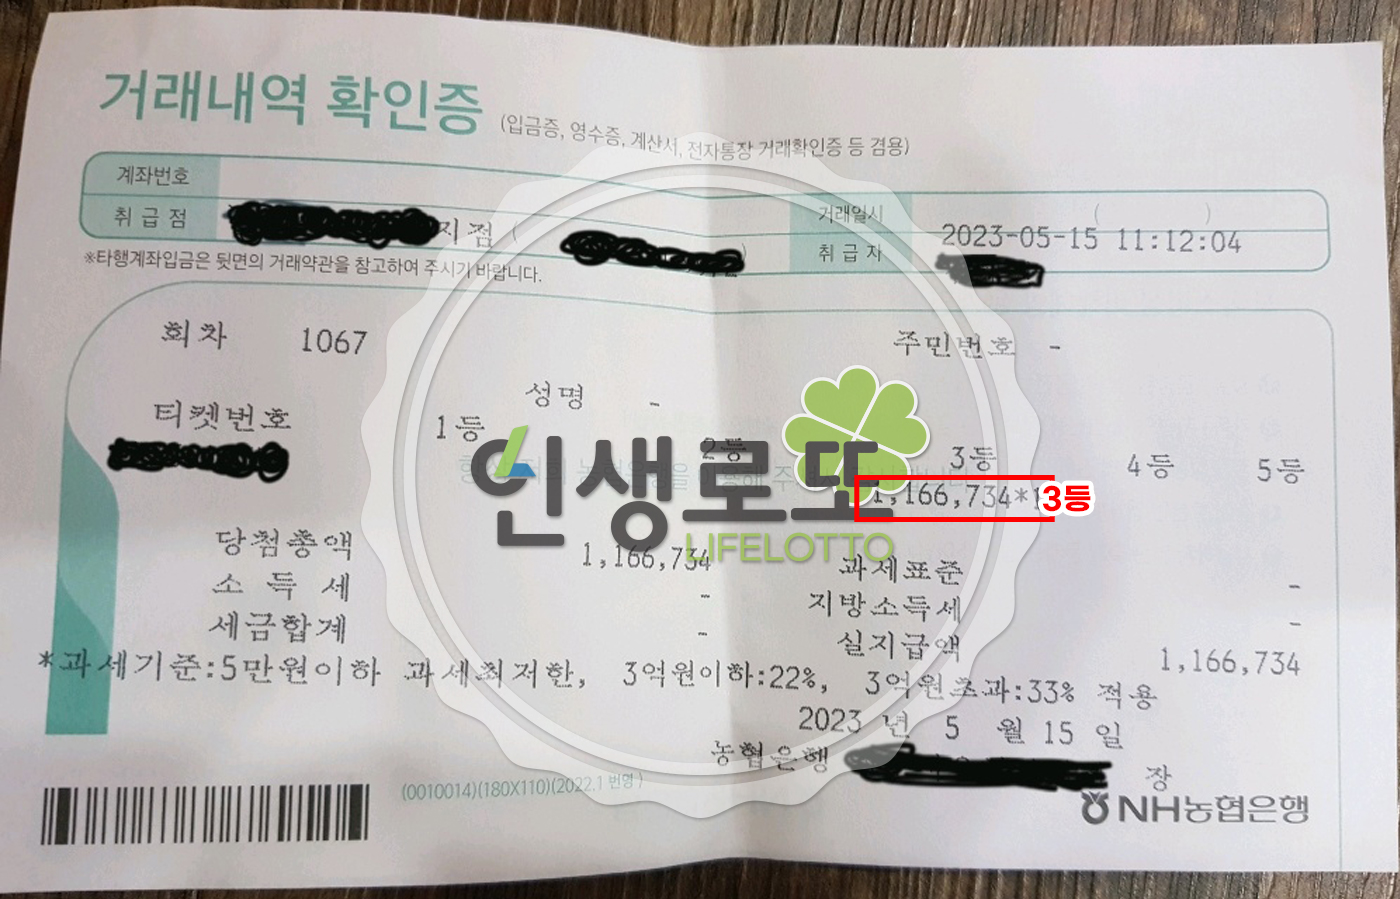 거래내역 확인증 (입금증, 영수증, 계산서, 전자통장 거래확인증 등 겸용)
계좌번호
거래일시 ( )
취급점 지점 ( )
2023-05-15 11:12:04
취급자
※타행계좌입금은 뒷면의 거래약관을 참고하여 주시기 바랍니다.
회차 1067
주민번호 -
성명 -
티켓번호
1등 2등 3등 4등 5등
1,166,734*1
3등
인생로또
LIFELOTTO
당첨총액 1,166,734
과세표준 -
소득세 -
지방소득세 -
세금합계 -
실지급액 1,166,734
*과세기준:5만원이하 과세최저한, 3억원이하:22%, 3억원초과:33% 적용
2023 년 5 월 15 일
농협은행 장
(0010014)(180X110)(2022.1 번영)
NH농협은행